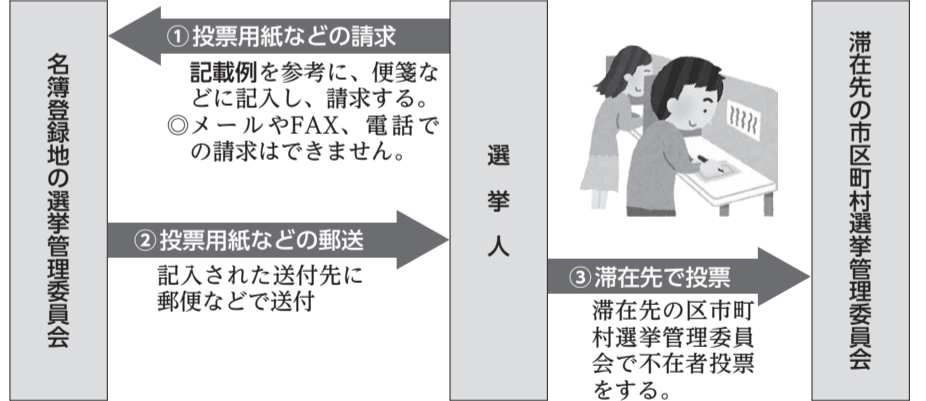 名簿登録地の選挙管理委員会
①投票用紙などの請求
記載例を参考に、便箋な
どに記入し、請求する。
◎メールやFAX、電話で
の請求はできません。
②投票用紙などの郵送
記入された送付先に
郵便などで送付
選挙人
③滞在先で投票
滞在先の区市町
村選挙管理委員
会で不在者投票
をする。
滞在先の市区町村選挙管理委員会